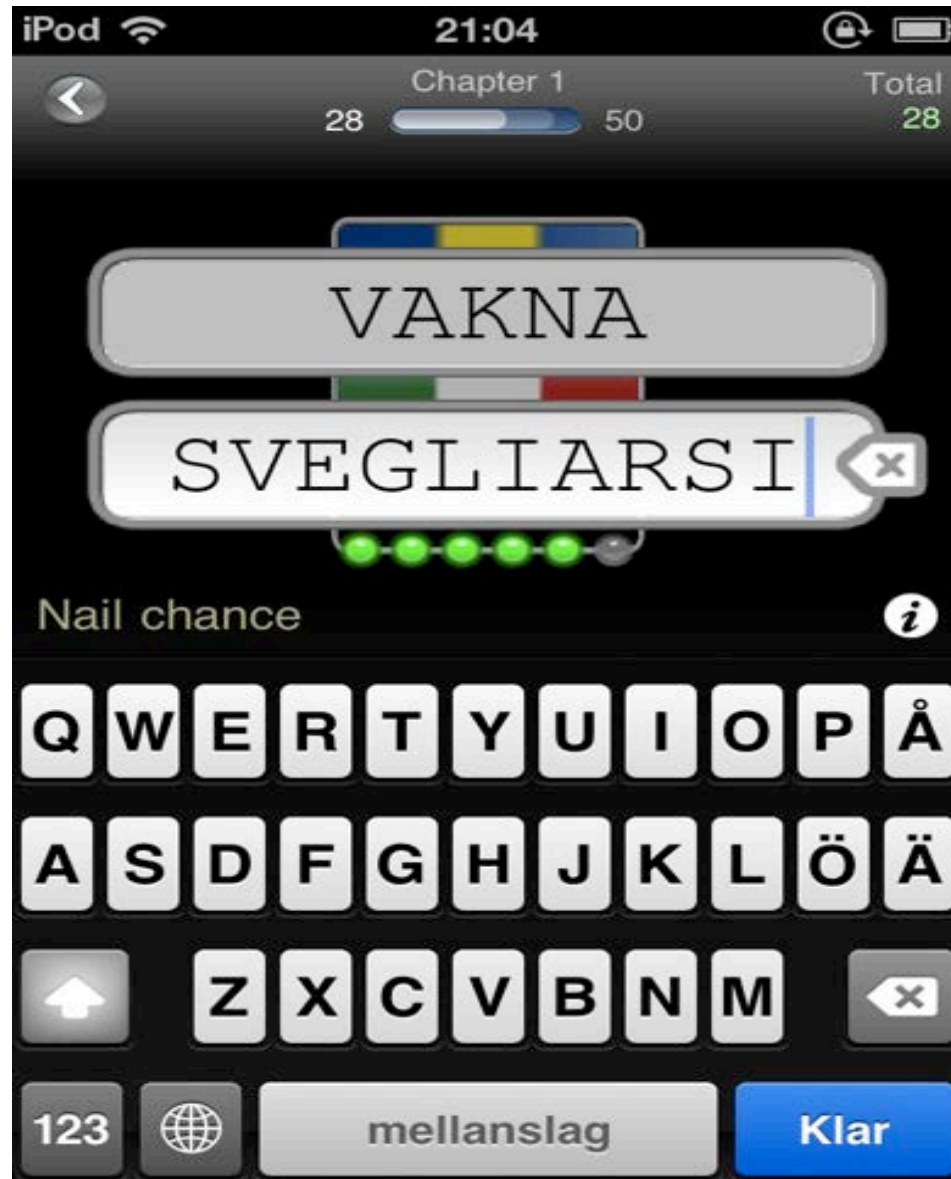 iPod 21:04
Chapter 1 Total
28 50 28
VAKNA
SVEGLIARSI
Nail chance i
Q W E R T Y U I O P Å
A S D F G H J K L Ö Ä
Z X C V B N M
123 mellanslag Klar